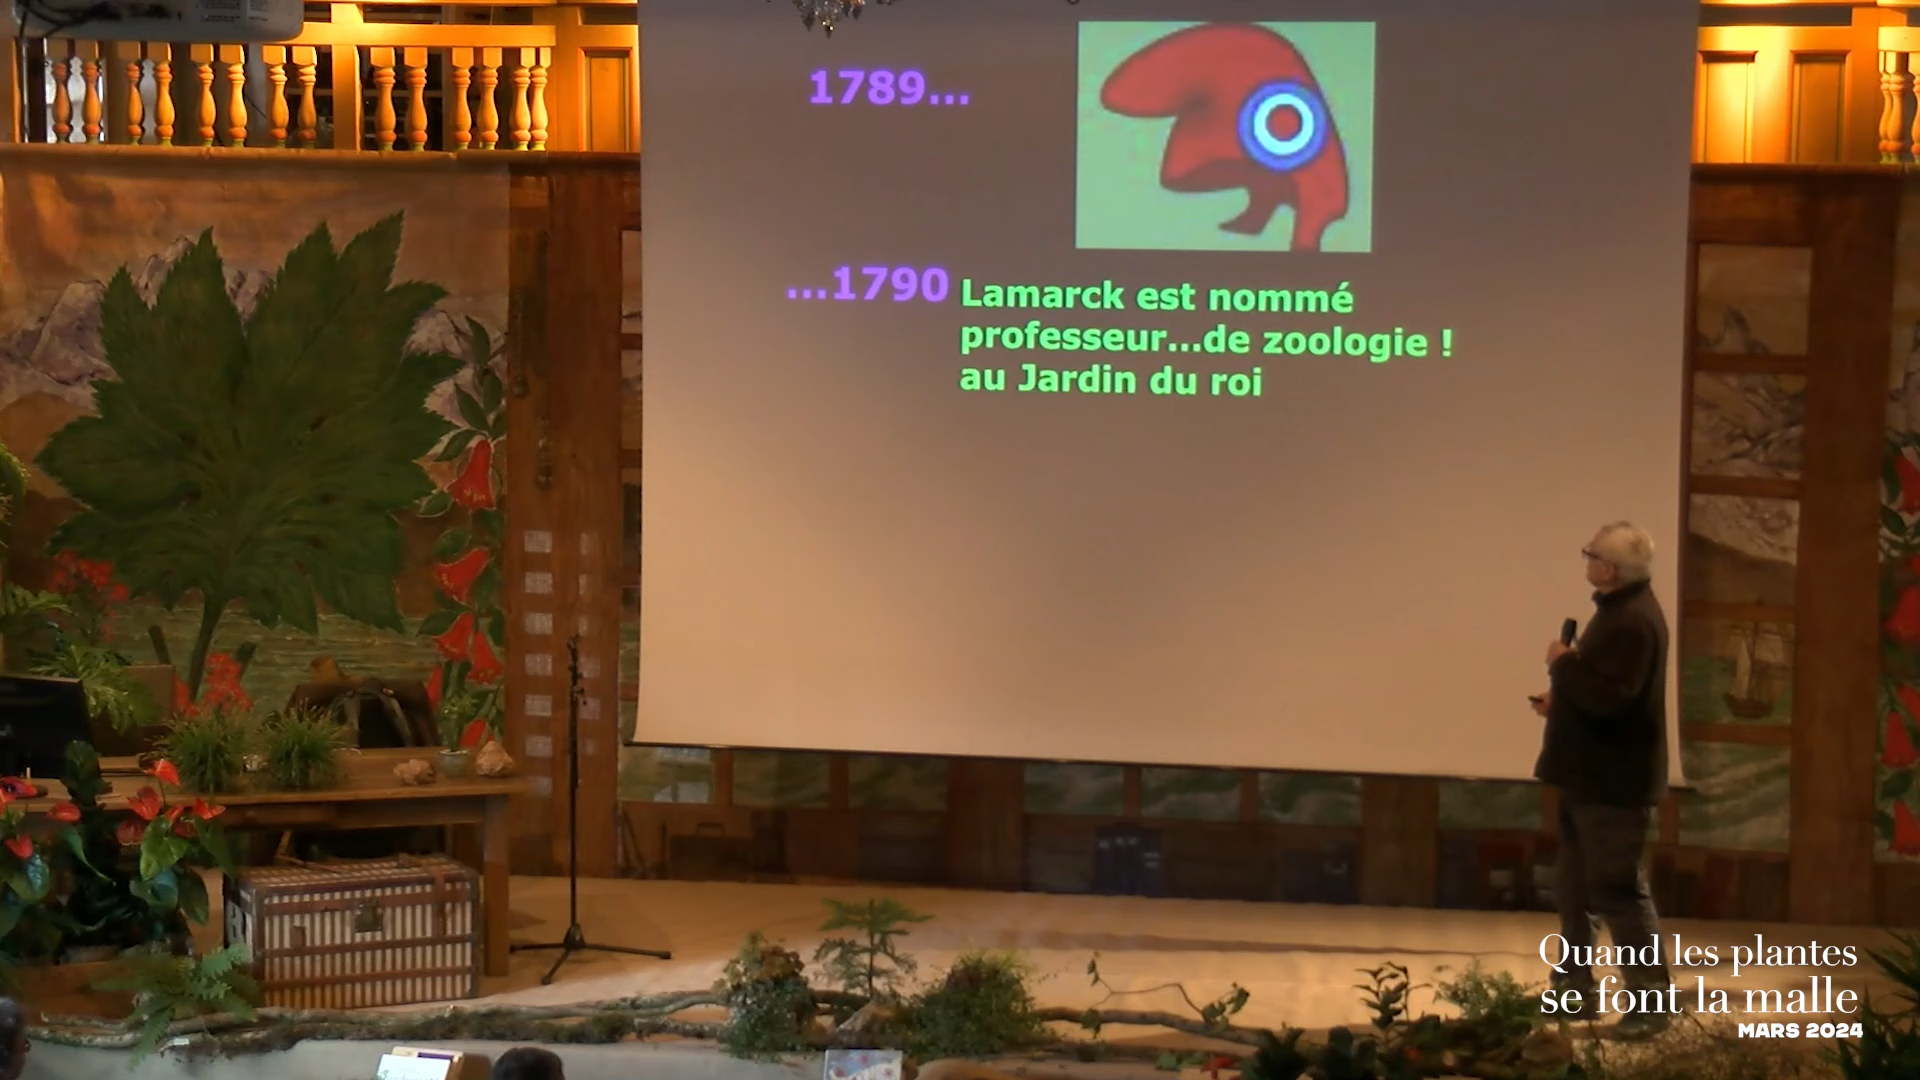 1789...
...1790 Lamarck est nommé
professeur...de zoologie !
au Jardin du roi
Quand les plantes
se font la malle
MARS 2024